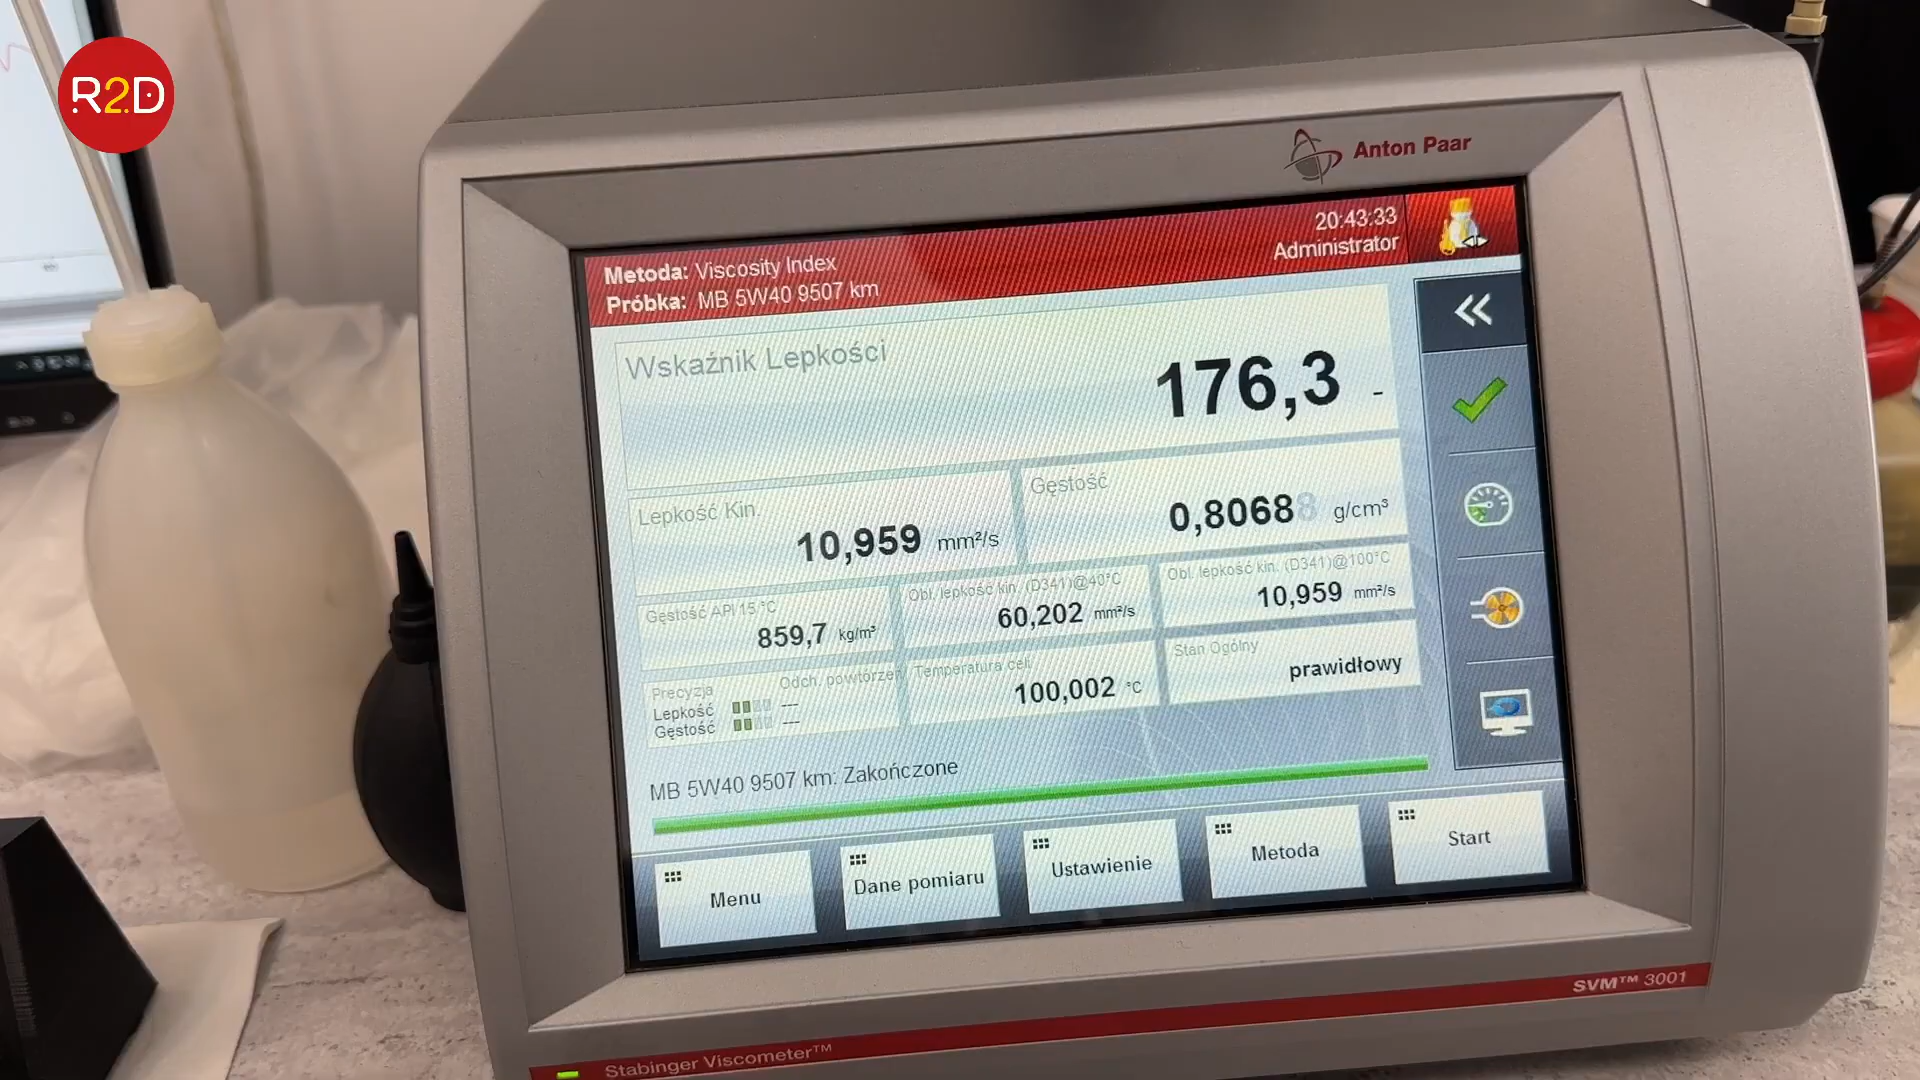 R2D
Anton Paar
20:43:33
Administrator
Metoda: Viscosity Index
Próbka: MB 5W40 9507 km
Wskaźnik Lepkości
176,3 -
Lepkość Kin.
10,959 mm²/s
Gęstość
0,80688 g/cm³
Gęstość API 15 °C
859,7 kg/m³
Obl. lepkość kin. (D341)@40°C
60,202 mm²/s
Obl. lepkość kin. (D341)@100°C
10,959 mm²/s
Precyzja
Odch. powtórzeń
Lepkość ---
Gęstość ---
Temperatura celi
100,002 °C
Stan Ogólny
prawidłowy
MB 5W40 9507 km: Zakończone
Menu
Dane pomiaru
Ustawienie
Metoda
Start
SVM™ 3001
Stabinger Viscometer™